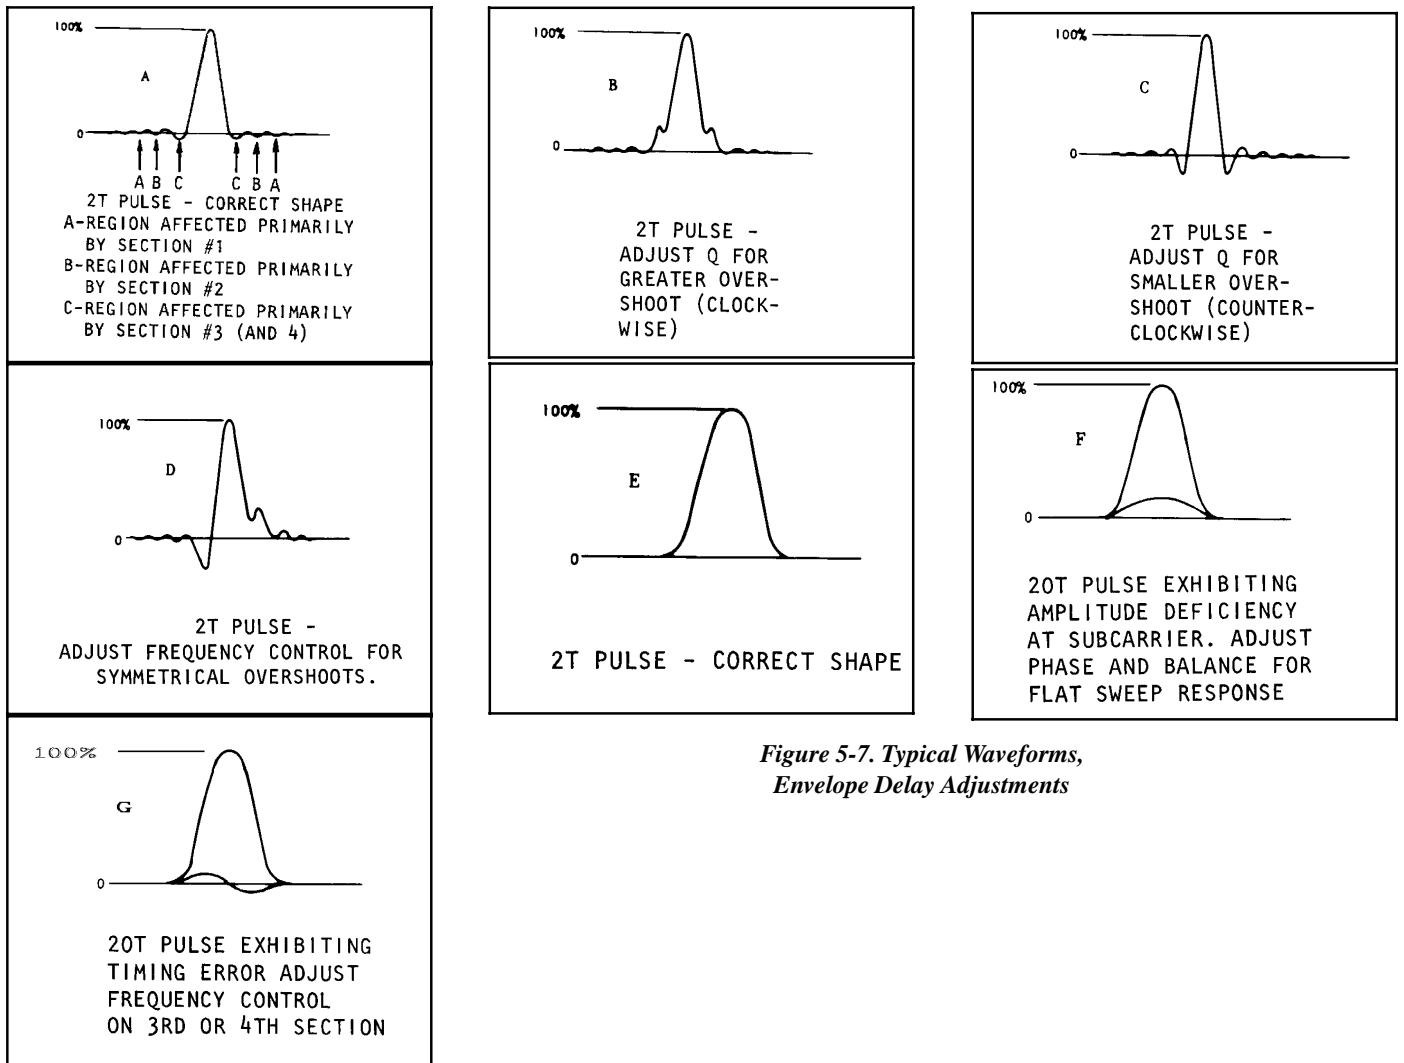 100%
A
0
A B C C B A
2T PULSE - CORRECT SHAPE
A-REGION AFFECTED PRIMARILY
BY SECTION #1
B-REGION AFFECTED PRIMARILY
BY SECTION #2
C-REGION AFFECTED PRIMARILY
BY SECTION #3 (AND 4)
100%
B
0
2T PULSE -
ADJUST Q FOR
GREATER OVER-
SHOOT (CLOCK-
WISE)
100%
C
0
2T PULSE -
ADJUST Q FOR
SMALLER OVER-
SHOOT (COUNTER-
CLOCKWISE)
100%
D
0
2T PULSE -
ADJUST FREQUENCY CONTROL FOR
SYMMETRICAL OVERSHOOTS.
100%
E
0
2T PULSE - CORRECT SHAPE
100%
F
0
20T PULSE EXHIBITING
AMPLITUDE DEFICIENCY
AT SUBCARRIER. ADJUST
PHASE AND BALANCE FOR
FLAT SWEEP RESPONSE
100%
G
0
20T PULSE EXHIBITING
TIMING ERROR ADJUST
FREQUENCY CONTROL
ON 3RD OR 4TH SECTION
Figure 5-7. Typical Waveforms,
Envelope Delay Adjustments